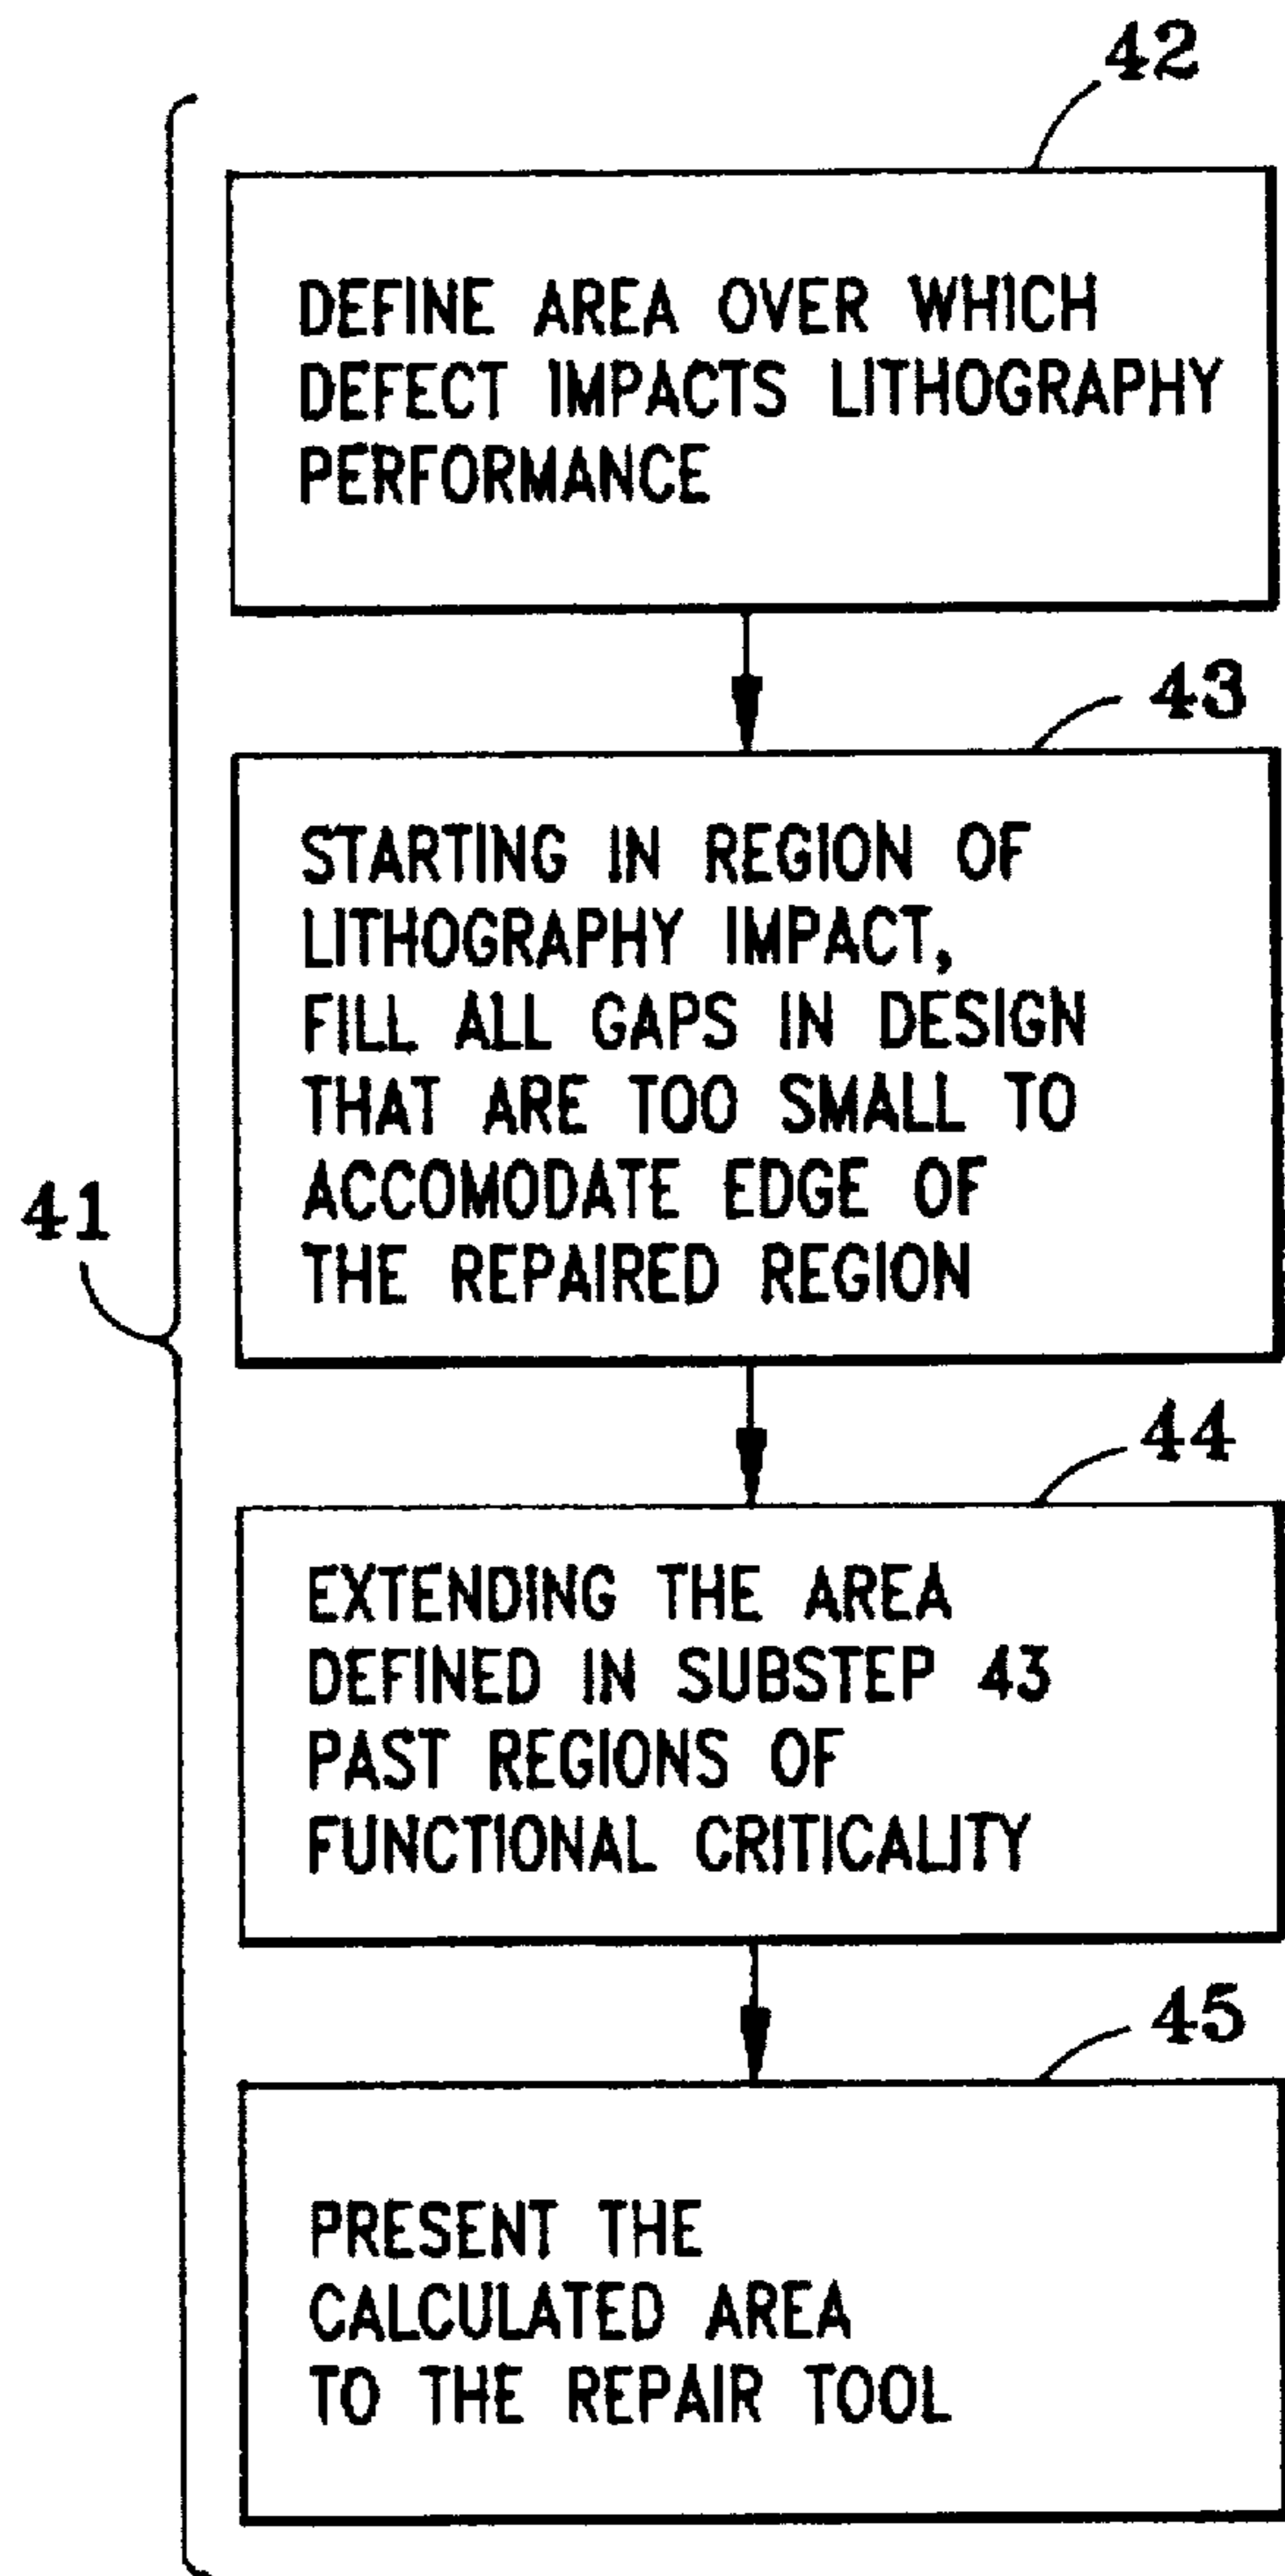 42
DEFINE AREA OVER WHICH
DEFECT IMPACTS LITHOGRAPHY
PERFORMANCE
43
STARTING IN REGION OF
LITHOGRAPHY IMPACT,
FILL ALL GAPS IN DESIGN
THAT ARE TOO SMALL TO
ACCOMODATE EDGE OF
THE REPAIRED REGION
41
44
EXTENDING THE AREA
DEFINED IN SUBSTEP 43
PAST REGIONS OF
FUNCTIONAL CRITICALITY
45
PRESENT THE
CALCULATED AREA
TO THE REPAIR TOOL